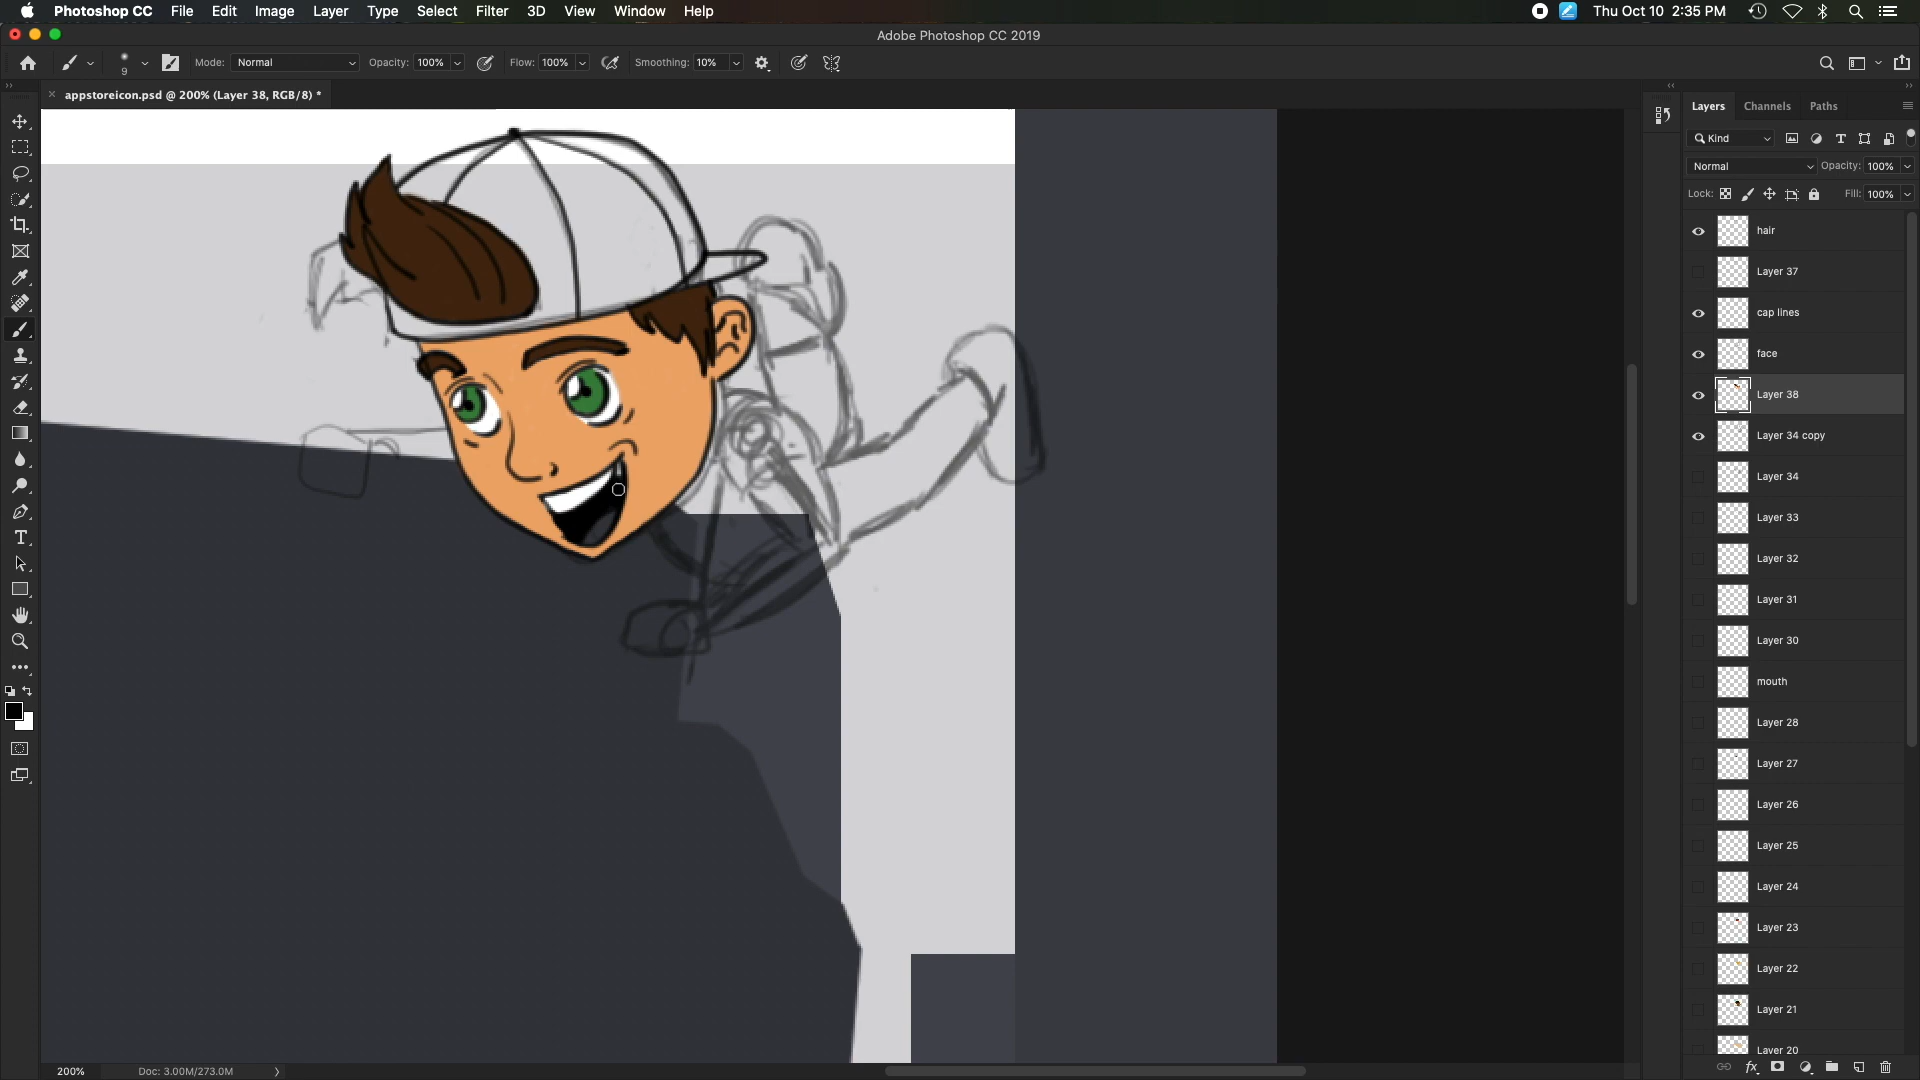 Photoshop CC File Edit Image Layer Type Select Filter 3D View Window Help Thu Oct 10 2:35 PM
Adobe Photoshop CC 2019
9 Mode: Normal Opacity: 100% Flow: 100% Smoothing: 10%
appstoreicon.psd @ 200% (Layer 38, RGB/8) *
Layers Channels Paths
Kind
Normal Opacity: 100%
Lock: Fill: 100%
hair
Layer 37
cap lines
face
Layer 38
Layer 34 copy
Layer 34
Layer 33
Layer 32
Layer 31
Layer 30
mouth
Layer 28
Layer 27
Layer 26
Layer 25
Layer 24
Layer 23
Layer 22
Layer 21
Layer 20
200% Doc: 3.00M/273.0M